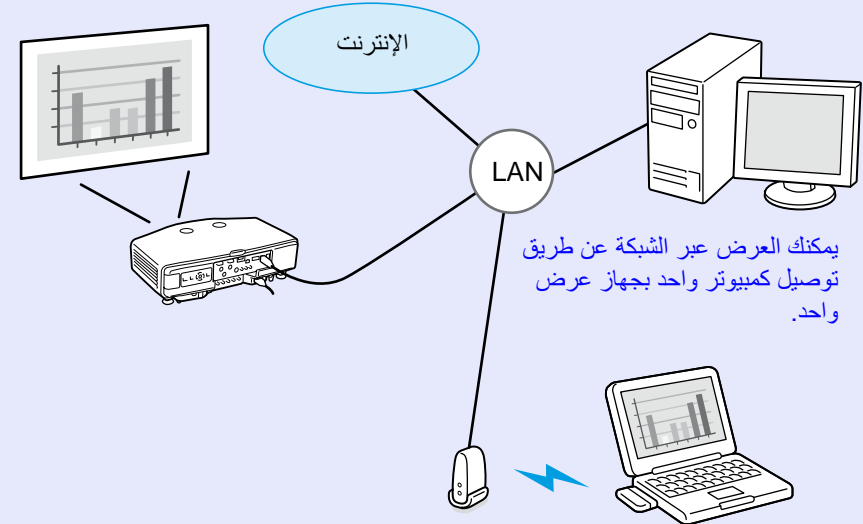 الإنترنت
LAN
يمكنك العرض عبر الشبكة عن طريق
توصيل كمبيوتر واحد بجهاز عرض
واحد.